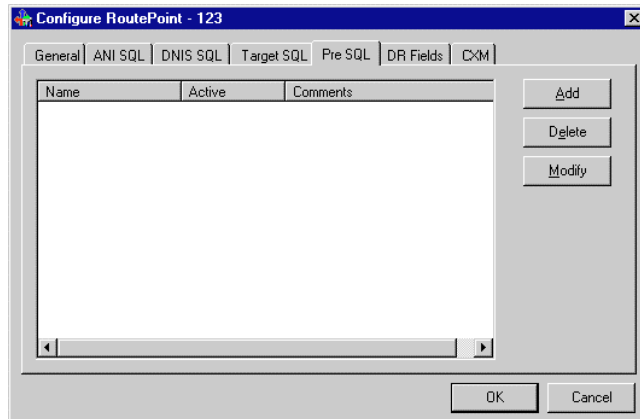 Configure RoutePoint - 123
General ANI SQL DNIS SQL Target SQL Pre SQL DR Fields CXM
Name Active Comments
Add
Delete
Modify
OK Cancel